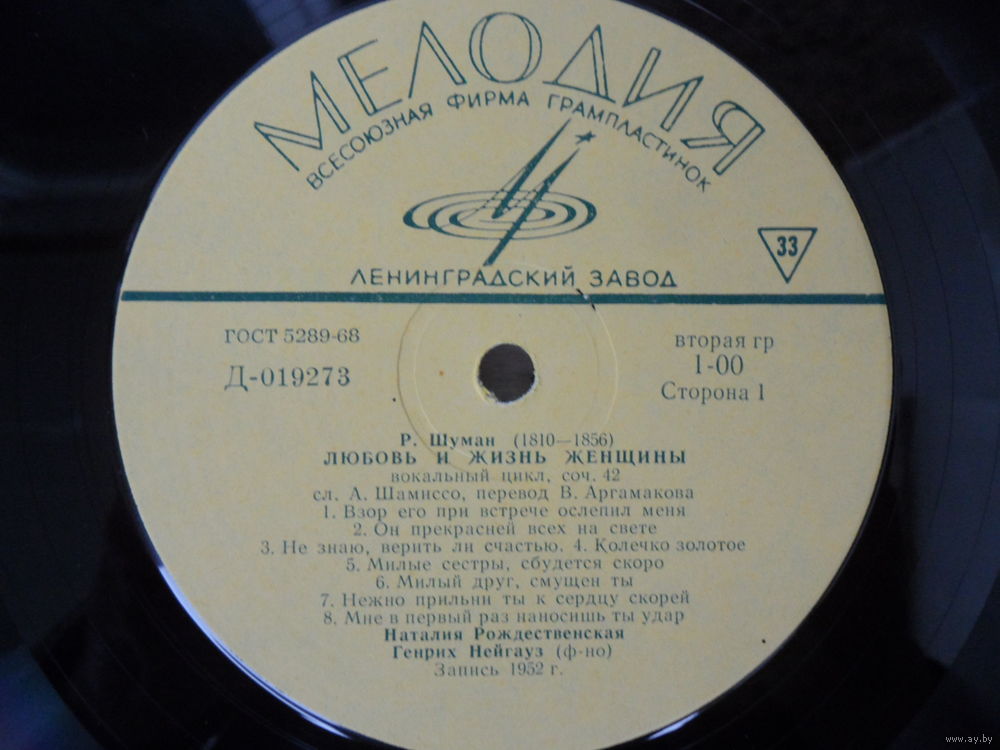 МЕЛОДИЯ
ВСЕСОЮЗНАЯ ФИРМА ГРАМПЛАСТИНОК
33
ЛЕНИНГРАДСКИЙ ЗАВОД
ГОСТ 5289-68
Д-019273
вторая гр
1-00
Сторона 1
Р. Шуман (1810—1856)
ЛЮБОВЬ И ЖИЗНЬ ЖЕНЩИНЫ
вокальный цикл, соч. 42
сл. А. Шамиссо, перевод В. Аргамакова
1. Взор его при встрече ослепил меня
2. Он прекрасней всех на свете
3. Не знаю, верить ли счастью. 4. Колечко золотое
5. Милые сестры, сбудется скоро
6. Милый друг, смущен ты
7. Нежно прильни ты к сердцу скорей
8. Мне в первый раз наносишь ты удар
Наталия Рождественская
Генрих Нейгауз (ф-но)
Запись 1952 г.
www.ay.by